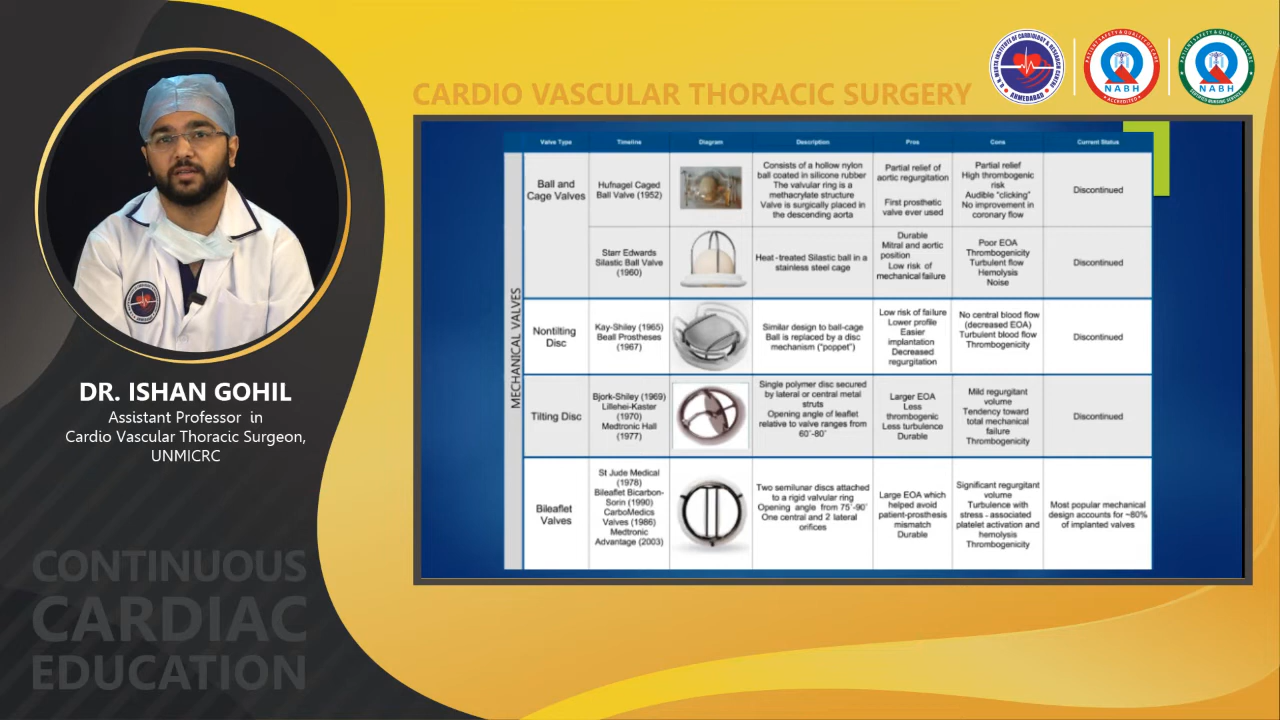 CARDIO VASCULAR THORACIC SURGERY
NABH
NABH
AHMEDABAD
ACCREDITED
DR. ISHAN GOHIL
Assistant Professor in
Cardio Vascular Thoracic Surgeon,
UNMICRC
CONTINUOUS
CARDIAC
EDUCATION
MECHANICAL VALVES
Valve Type
Timeline
Diagram
Description
Pros
Cons
Current Status
Ball and
Cage Valves
Hufnagel Caged
Ball Valve (1952)
Consists of a hollow nylon
ball coated in silicone rubber
The valvular ring is a
methacrylate structure
Valve is surgically placed in
the descending aorta
Partial relief of
aortic regurgitation
First prosthetic
valve ever used
Partial relief
High thrombogenic
risk
Audible "clicking"
No improvement in
coronary flow
Discontinued
Starr Edwards
Silastic Ball Valve
(1960)
Heat-treated Silastic ball in a
stainless steel cage
Durable
Mitral and aortic
position
Low risk of
mechanical failure
Poor EOA
Thrombogenicity
Turbulent flow
Hemolysis
Noise
Discontinued
Nontilting
Disc
Kay-Shiley (1965)
Beall Prostheses
(1967)
Similar design to ball-cage
Ball is replaced by a disc
mechanism ("poppet")
Low risk of failure
Lower profile
Easier
implantation
Decreased
regurgitation
No central blood flow
(decreased EOA)
Turbulent blood flow
Thrombogenicity
Discontinued
Tilting Disc
Bjork-Shiley (1969)
Lillehei-Kaster
(1970)
Medtronic Hall
(1977)
Single polymer disc secured
by lateral or central metal
struts
Opening angle of leaflet
relative to valve ranges from
60°-80°
Larger EOA
Less
thrombogenic
Less turbulence
Durable
Mild regurgitant
volume
Tendency toward
total mechanical
failure
Thrombogenicity
Discontinued
Bileaflet
Valves
St Jude Medical
(1978)
Bileaflet Bicarbon-
Sorin (1990)
CarboMedics
Valves (1986)
Medtronic
Advantage (2003)
Two semilunar discs attached
to a rigid valvular ring
Opening angle from 75°-90°
One central and 2 lateral
orifices
Large EOA which
helped avoid
patient-prosthesis
mismatch
Durable
Significant regurgitant
volume
Turbulence with
stress - associated
platelet activation and
hemolysis
Thrombogenicity
Most popular mechanical
design accounts for ~80%
of implanted valves